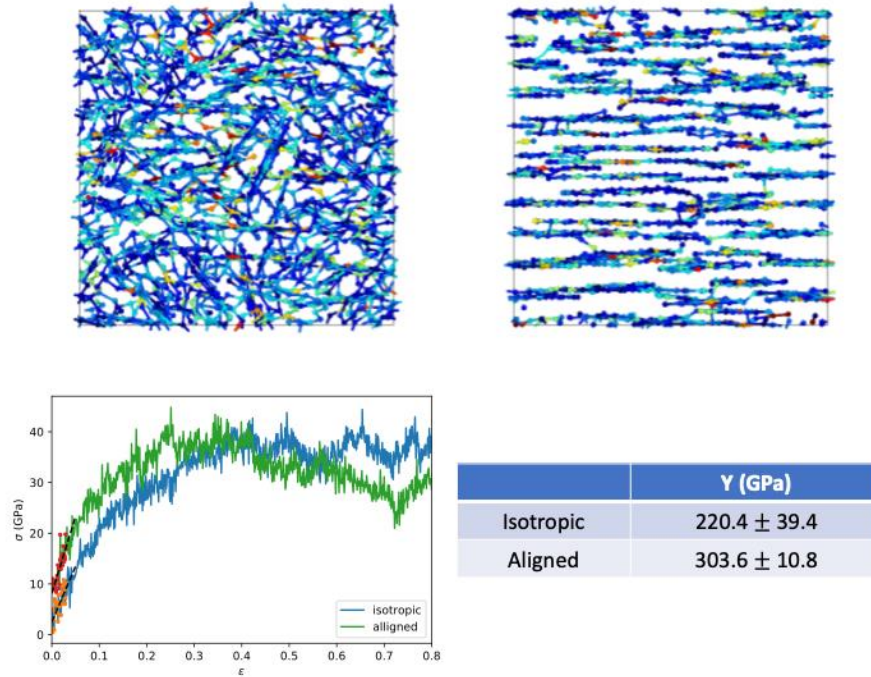 40
30
20
10
0
σ (GPa)
isotropic
alligned
0.0 0.1 0.2 0.3 0.4 0.5 0.6 0.7 0.8
ε
Y (GPa)
Isotropic 220.4 ± 39.4
Aligned 303.6 ± 10.8